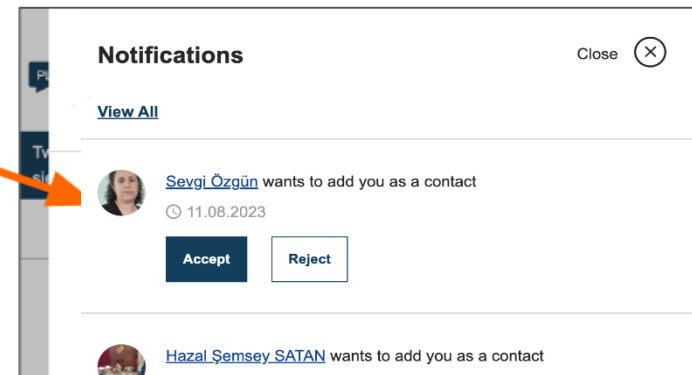 Notifications
Close
View All
Sevgi Özgün wants to add you as a contact
11.08.2023
Accept
Reject
Hazal Şemsey SATAN wants to add you as a contact